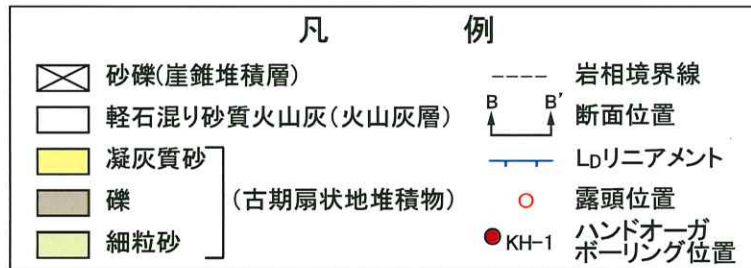 凡 例
砂礫(崖錐堆積層)
軽石混り砂質火山灰(火山灰層)
凝灰質砂
礫
細粒砂
(古期扇状地堆積物)
岩相境界線
B B'
断面位置
LDリニアメント
露頭位置
KH-1
ハンドオーガ
ボーリング位置